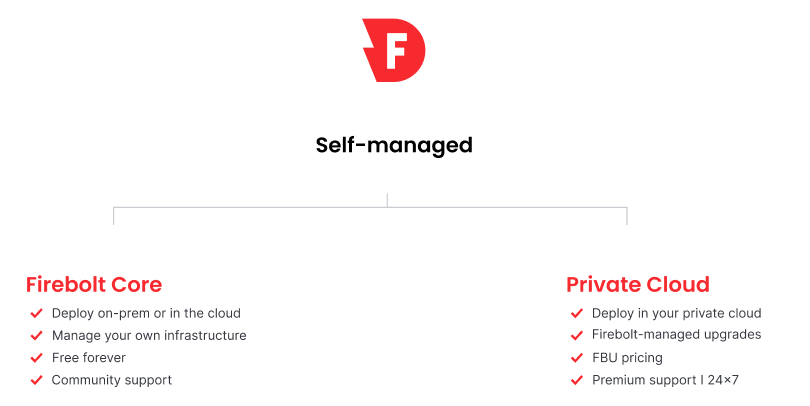 F
Self-managed
Firebolt Core
Deploy on-prem or in the cloud
Manage your own infrastructure
Free forever
Community support
Private Cloud
Deploy in your private cloud
Firebolt-managed upgrades
FBU pricing
Premium support | 24×7